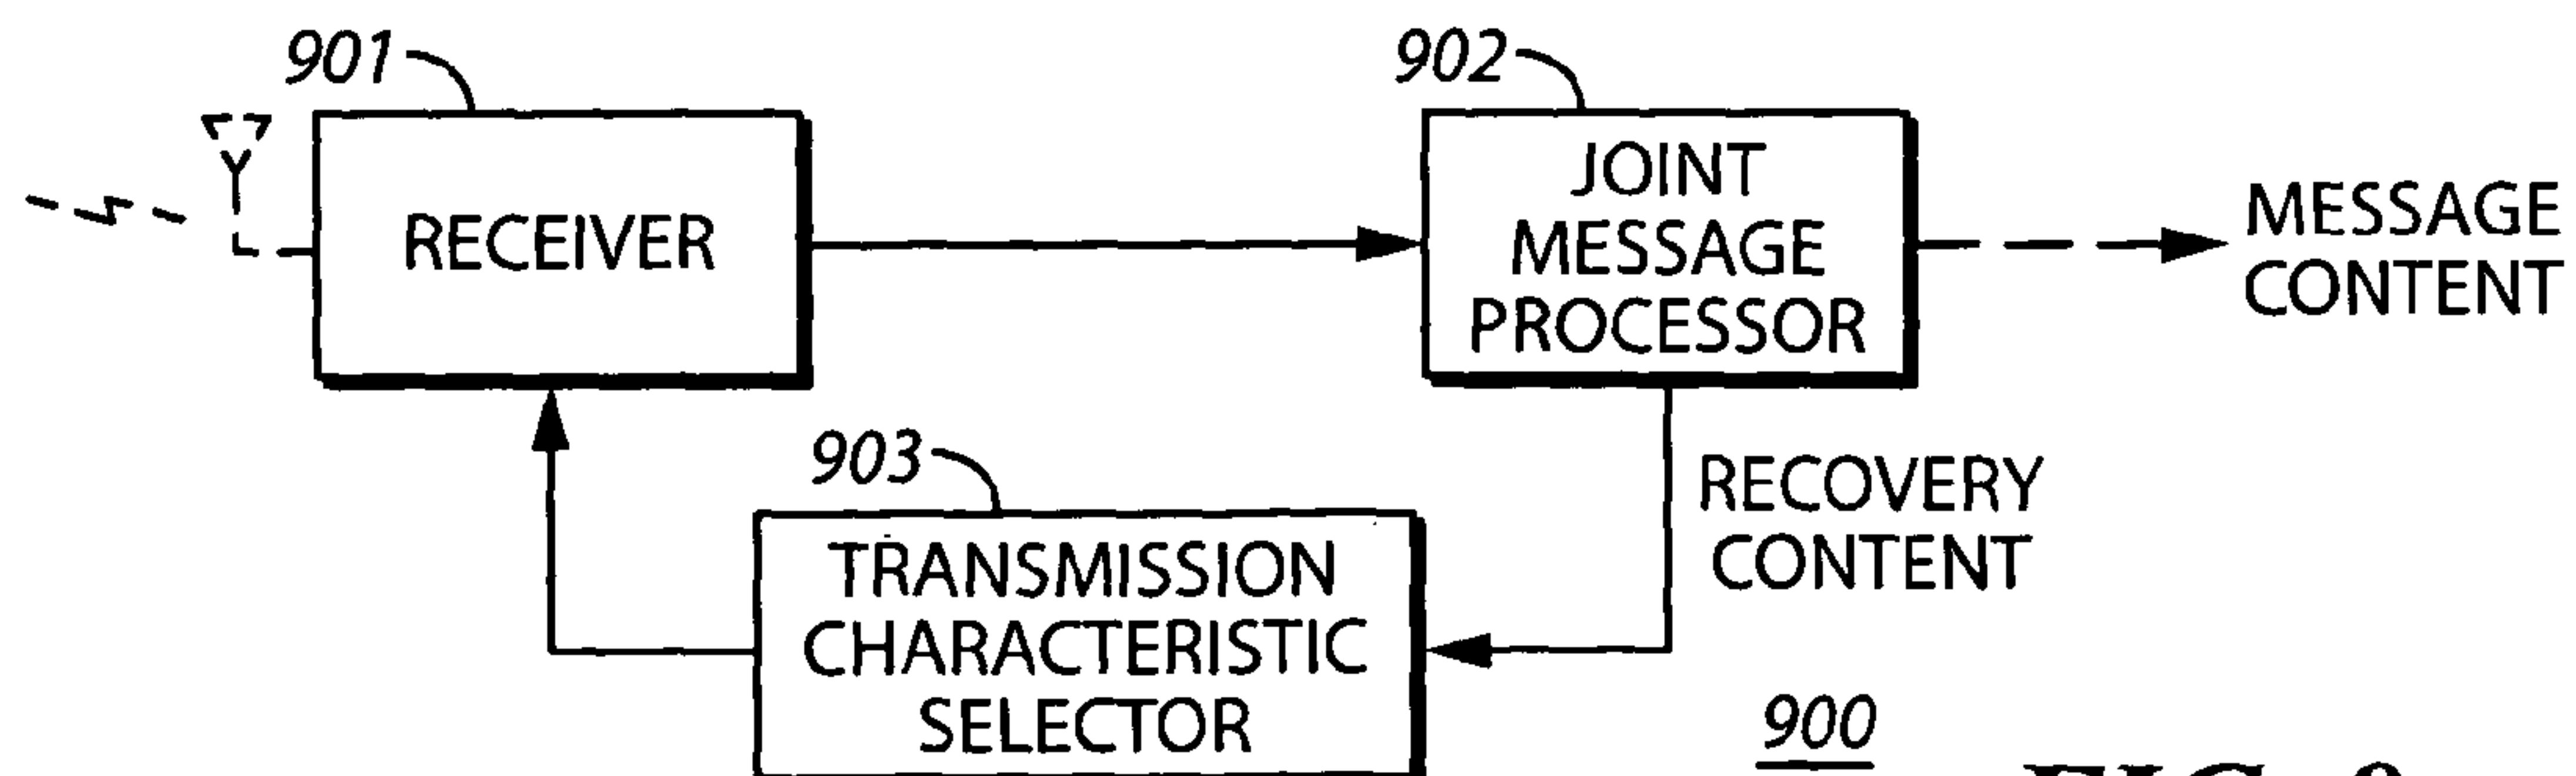 901
902
RECEIVER
JOINT
MESSAGE
PROCESSOR
MESSAGE
CONTENT
903
RECOVERY
CONTENT
TRANSMISSION
CHARACTERISTIC
SELECTOR
900